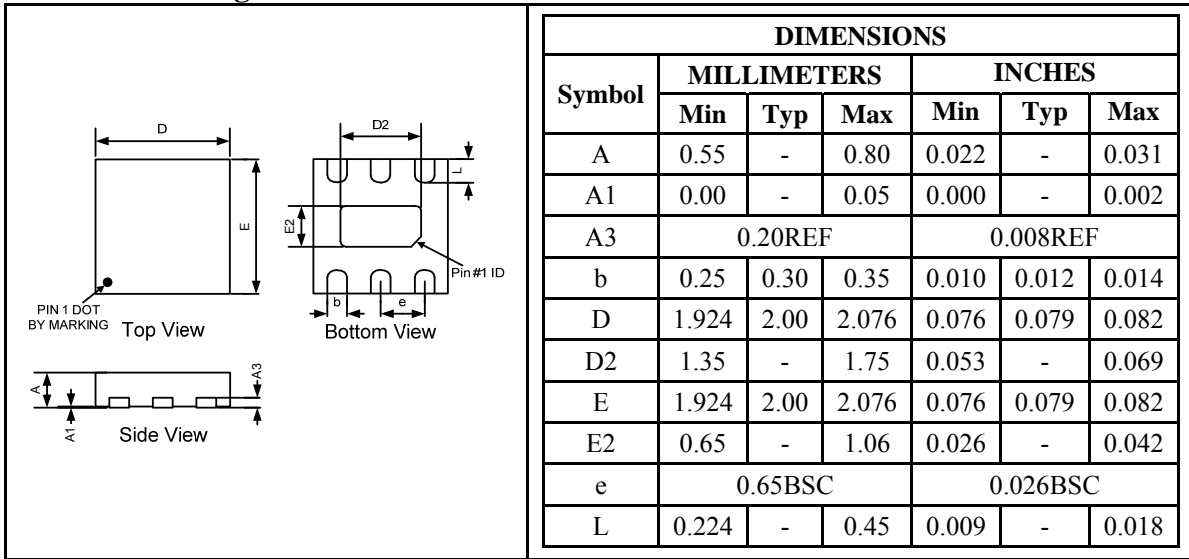 D
E
PIN 1 DOT
BY MARKING
Top View
D2
L
E2
Pin #1 ID
b
e
Bottom View
A
A1
A3
Side View
DIMENSIONS
Symbol MILLIMETERS INCHES
Min Typ Max Min Typ Max
A 0.55 - 0.80 0.022 - 0.031
A1 0.00 - 0.05 0.000 - 0.002
A3 0.20REF 0.008REF
b 0.25 0.30 0.35 0.010 0.012 0.014
D 1.924 2.00 2.076 0.076 0.079 0.082
D2 1.35 - 1.75 0.053 - 0.069
E 1.924 2.00 2.076 0.076 0.079 0.082
E2 0.65 - 1.06 0.026 - 0.042
e 0.65BSC 0.026BSC
L 0.224 - 0.45 0.009 - 0.018